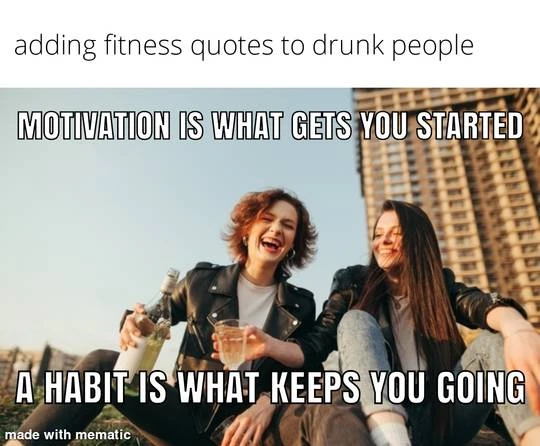 adding fitness quotes to drunk people
MOTIVATION IS WHAT GETS YOU STARTED
A HABIT IS WHAT KEEPS YOU GOING
made with mematic